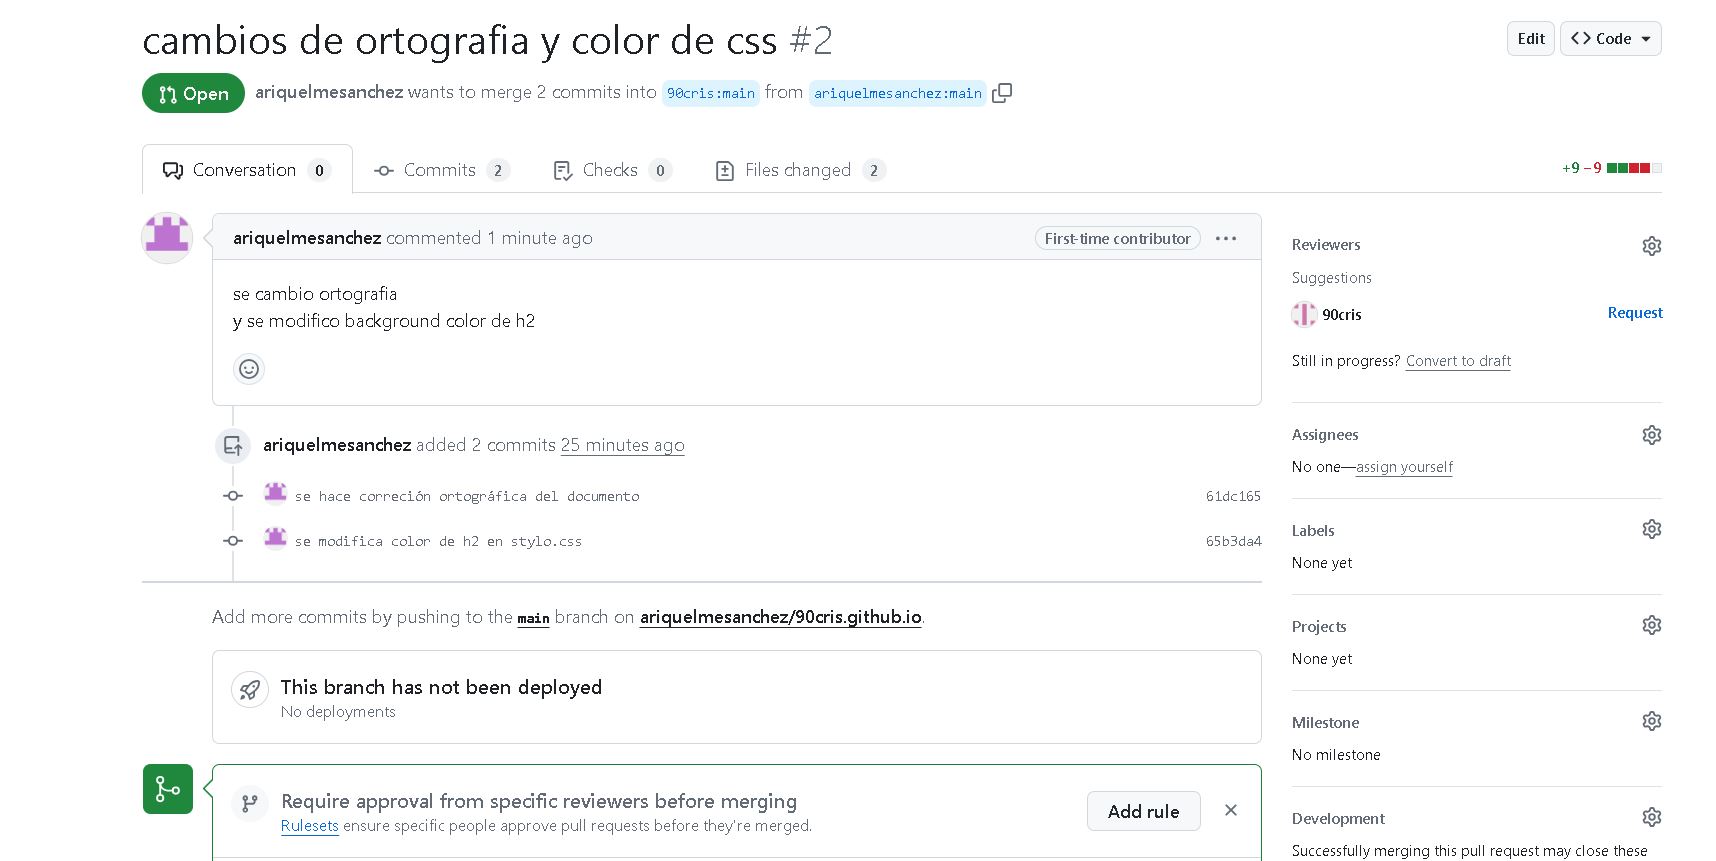 cambios de ortografia y color de css #2
Edit
Code
Open
ariquelmesanchez wants to merge 2 commits into 90cris:main from ariquelmesanchez:main
Conversation 0
Commits 2
Checks 0
Files changed 2
+9 −9
ariquelmesanchez commented 1 minute ago
First-time contributor
se cambio ortografia
y se modifico background color de h2
ariquelmesanchez added 2 commits 25 minutes ago
se hace correción ortográfica del documento 61dc165
se modifica color de h2 en stylo.css 65b3da4
Add more commits by pushing to the main branch on ariquelmesanchez/90cris.github.io.
This branch has not been deployed
No deployments
Require approval from specific reviewers before merging
Rulesets ensure specific people approve pull requests before they're merged.
Add rule
Reviewers
Suggestions
90cris Request
Still in progress? Convert to draft
Assignees
No one—assign yourself
Labels
None yet
Projects
None yet
Milestone
No milestone
Development
Successfully merging this pull request may close these